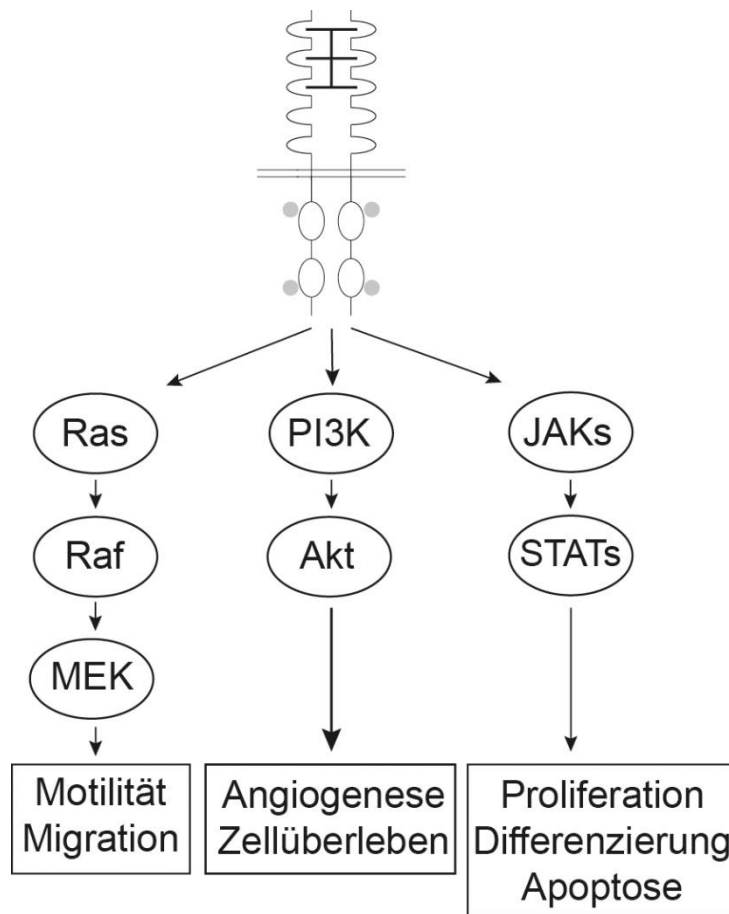 Ras
PI3K
JAKs
Raf
Akt
STATs
MEK
Motilität
Migration
Angiogenese
Zellüberleben
Proliferation
Differenzierung
Apoptose